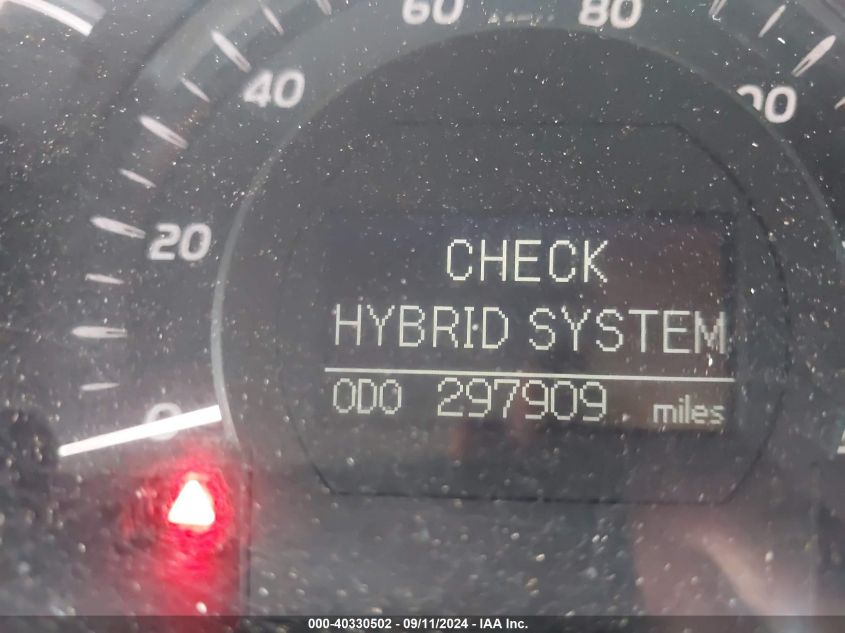 60 80
40
00
20
CHECK
HYBRID SYSTEM
ODO 297909 miles
0
000-40330502 - 09/11/2024 - IAA Inc.